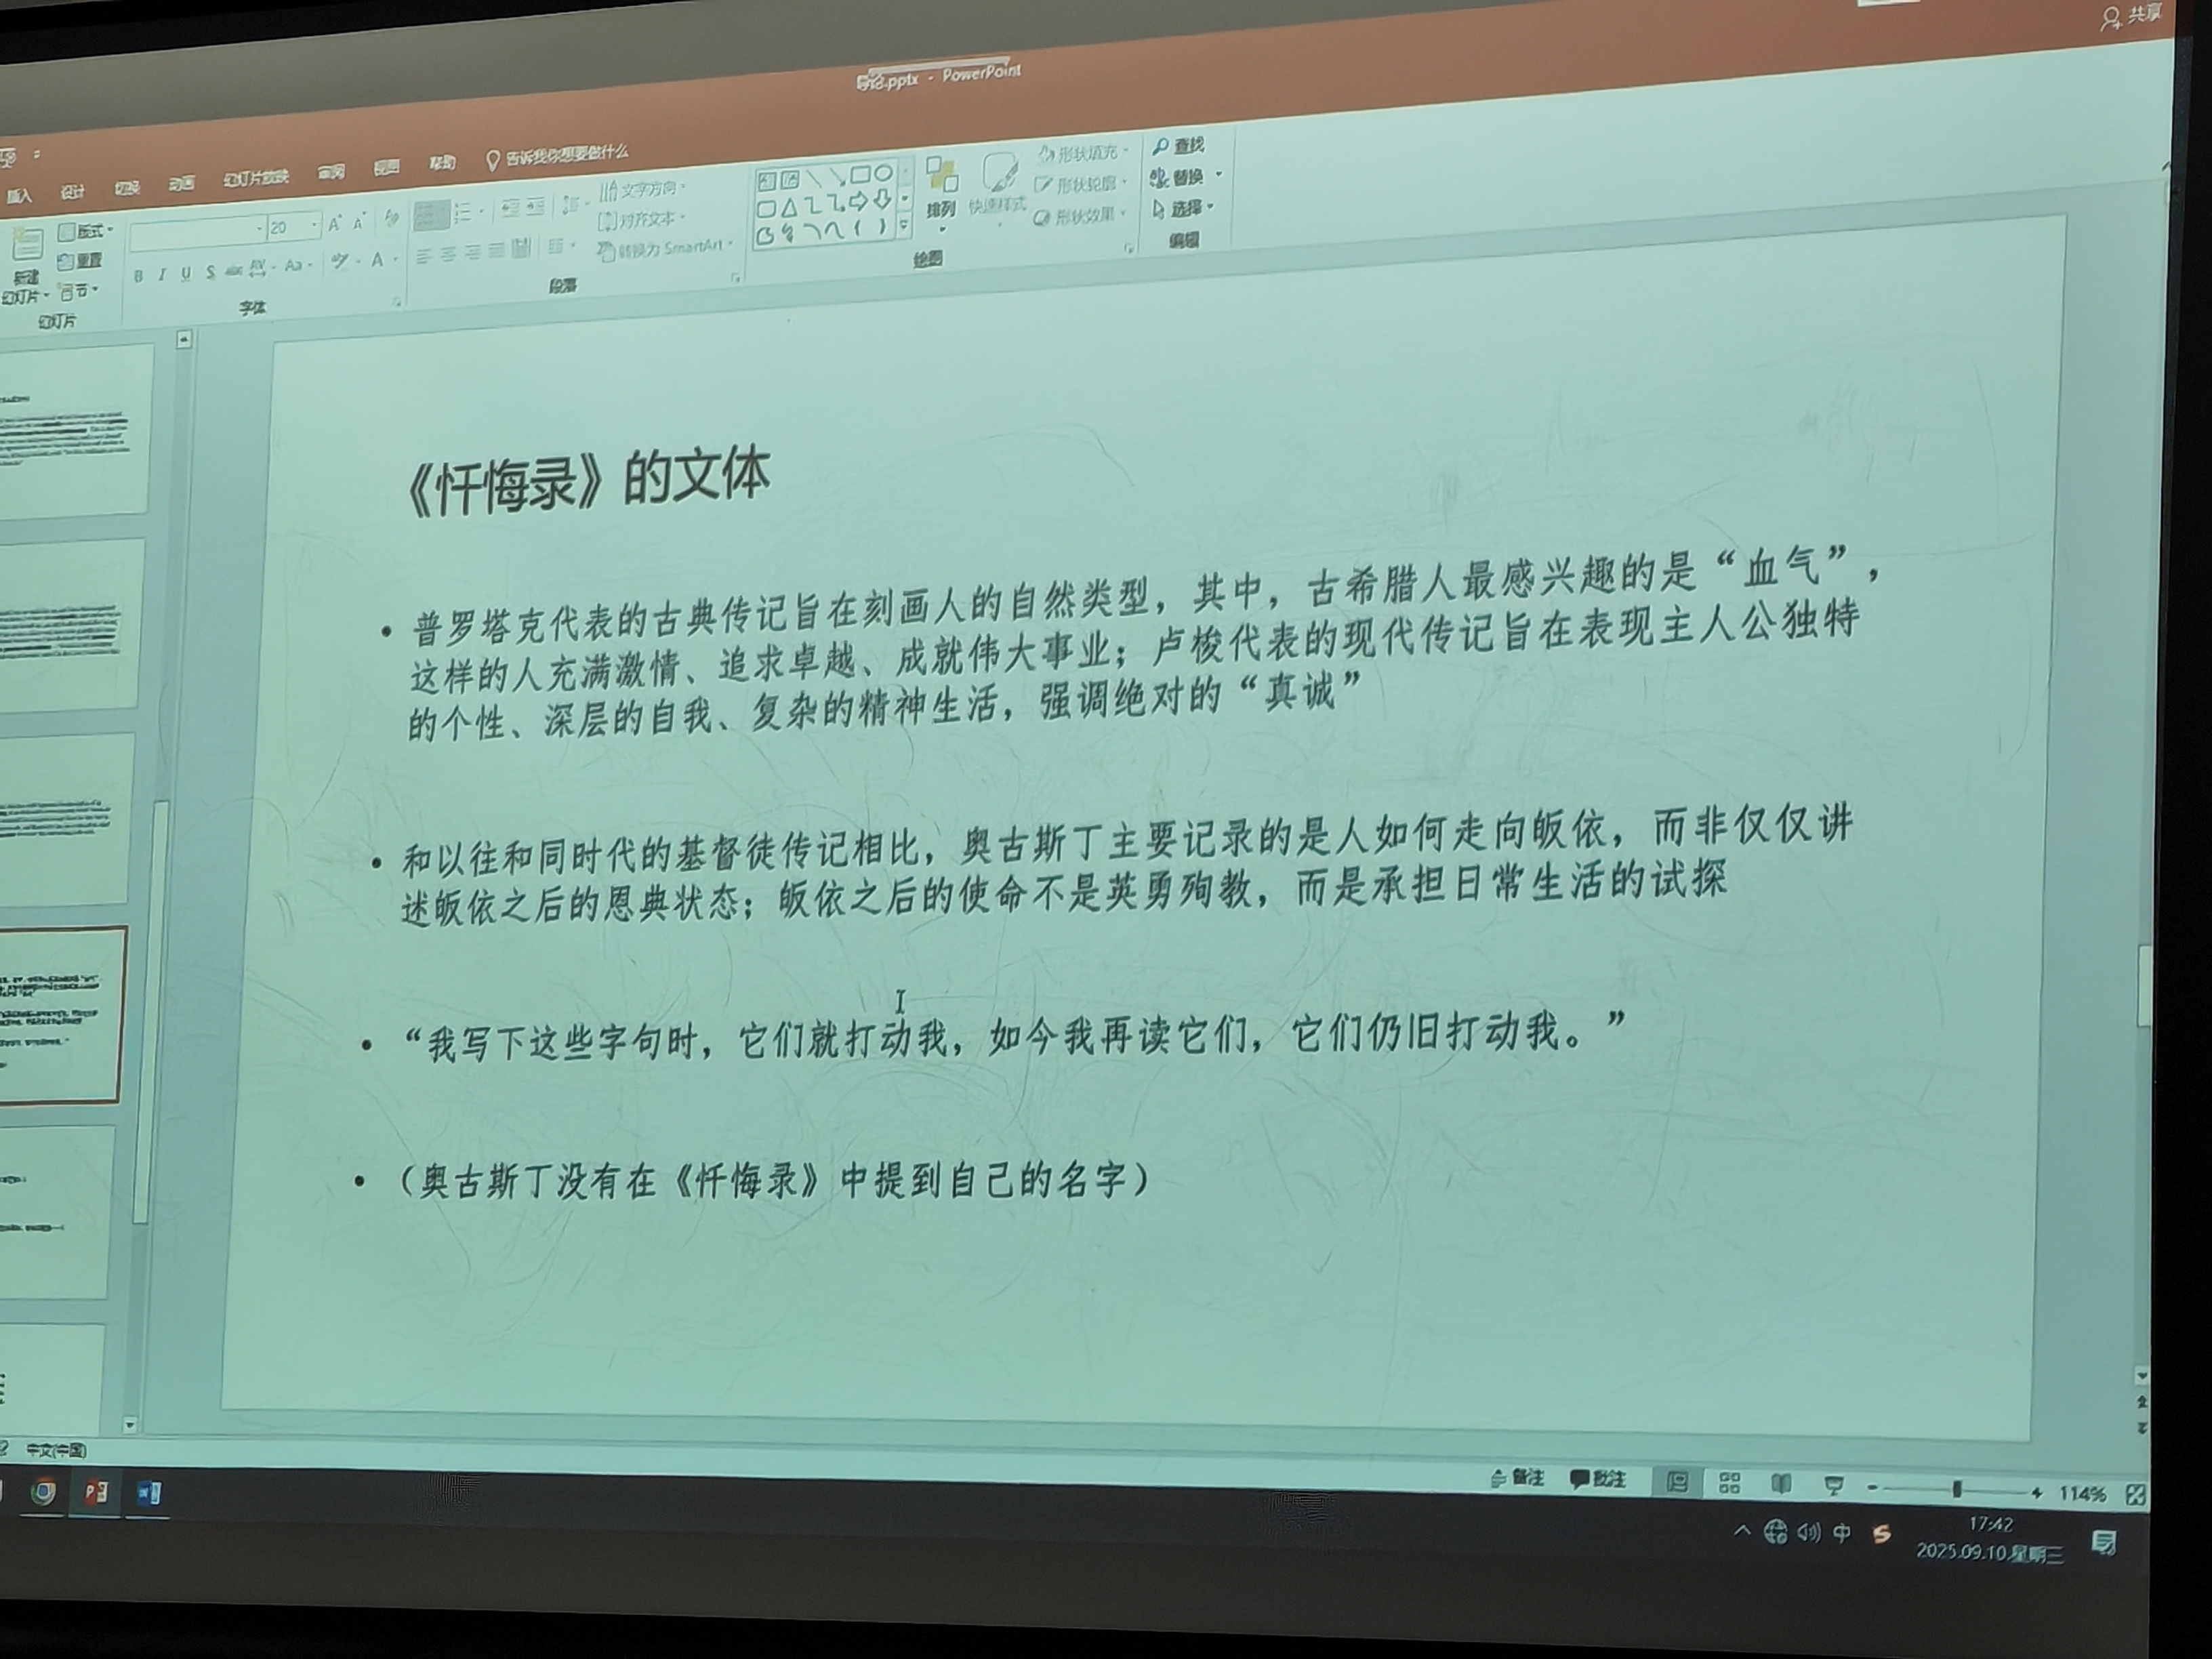 共享
导论.pptx - PowerPoint
插入 设计 切换 动画 幻灯片放映 审阅 视图 帮助 告诉我你想要做什么
新建
幻灯片
版式
重置
节
幻灯片
20
B I U S abc AV Aa A
字体
文字方向
对齐文本
转换为 SmartArt
段落
排列
快速样式
形状填充
形状轮廓
形状效果
绘图
查找
替换
选择
编辑
《忏悔录》的文体
• 普罗塔克代表的古典传记旨在刻画人的自然类型，其中，古希腊人最感兴趣的是“血气”，
这样的人充满激情、追求卓越、成就伟大事业；卢梭代表的现代传记旨在表现主人公独特
的个性、深层的自我、复杂的精神生活，强调绝对的“真诚”
• 和以往和同时代的基督徒传记相比，奥古斯丁主要记录的是人如何走向皈依，而非仅仅讲
述皈依之后的恩典状态；皈依之后的使命不是英勇殉教，而是承担日常生活的试探
• “我写下这些字句时，它们就打动我，如今我再读它们，它们仍旧打动我。”
• （奥古斯丁没有在《忏悔录》中提到自己的名字）
中文(中国)
备注 批注 114%
中
17:42
2025.09.10.星期三